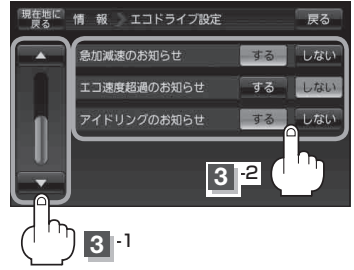 現在地に戻る 情 報 エコドライブ設定 戻る
急加減速のお知らせ する しない
エコ速度超過のお知らせ する しない
アイドリングのお知らせ する しない
3-2
3-1